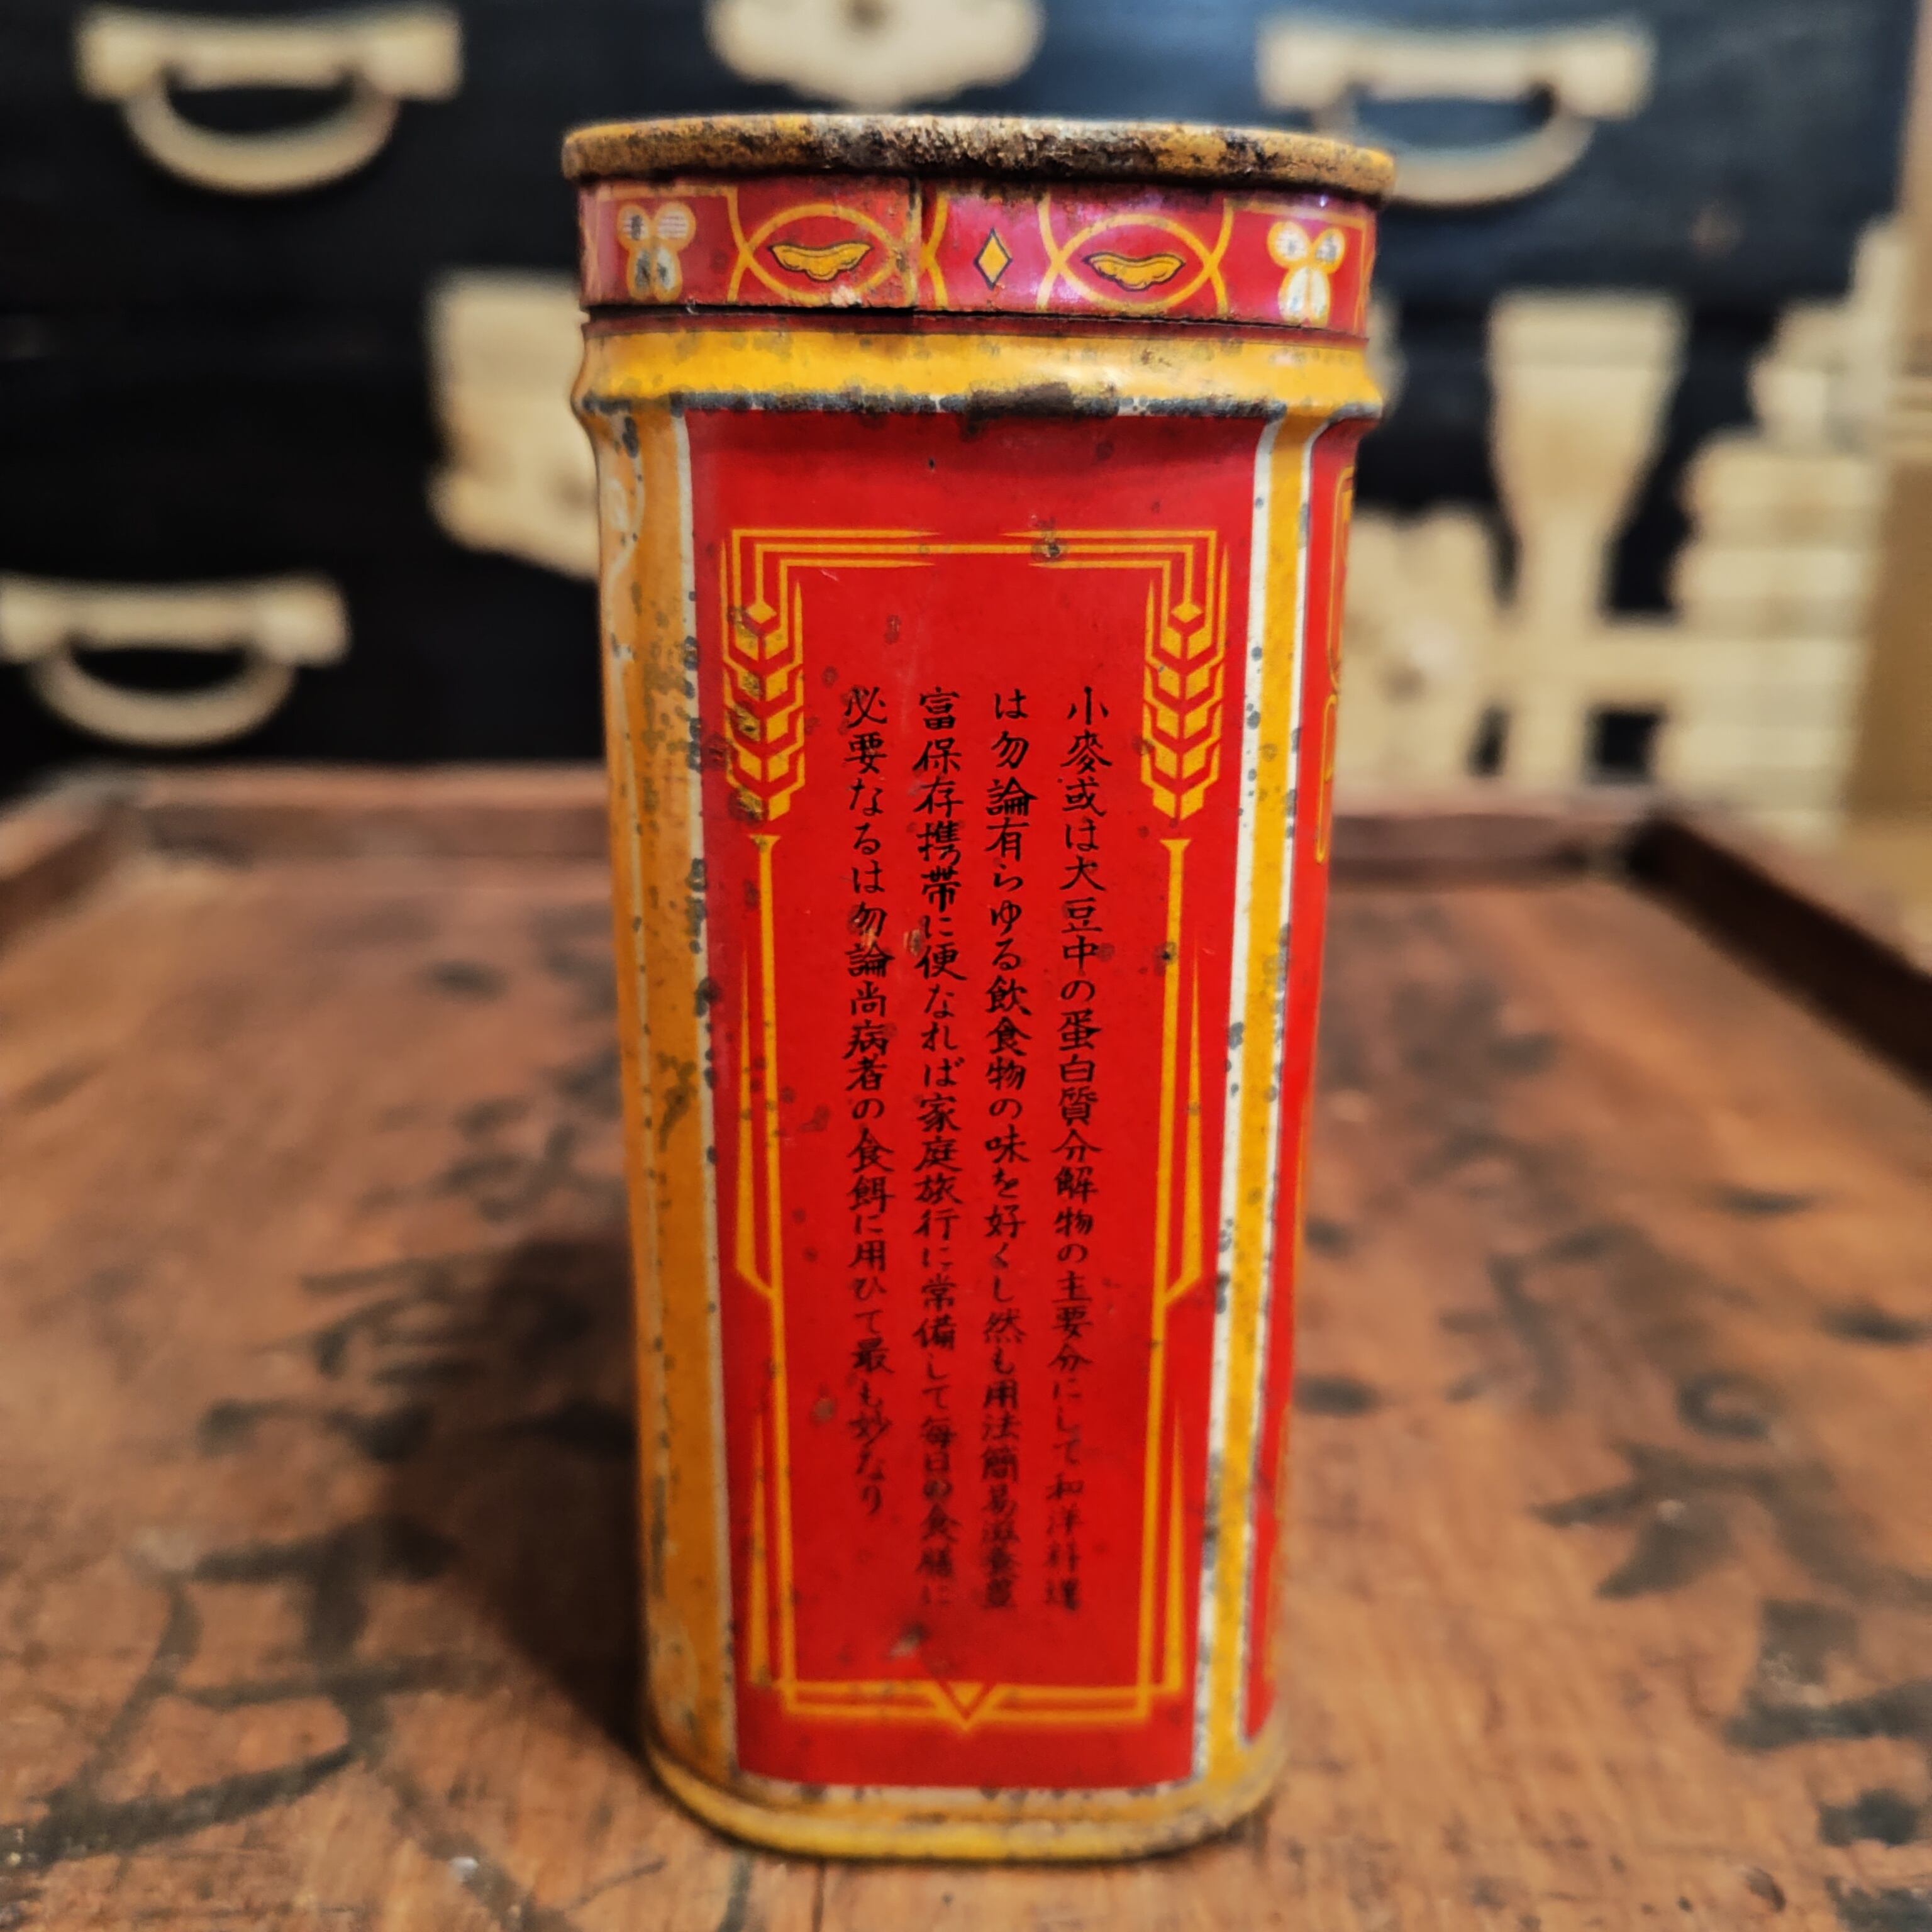 小麥或は大豆中の蛋白質分解物の主要分にして和洋料理
は勿論有らゆる飲食物の味を好くし然も用法簡易滋養豊
富保存携帯に便なれば家庭旅行に常備して毎日の食膳に
必要なるは勿論尚病者の食餌に用ひて最も妙なり